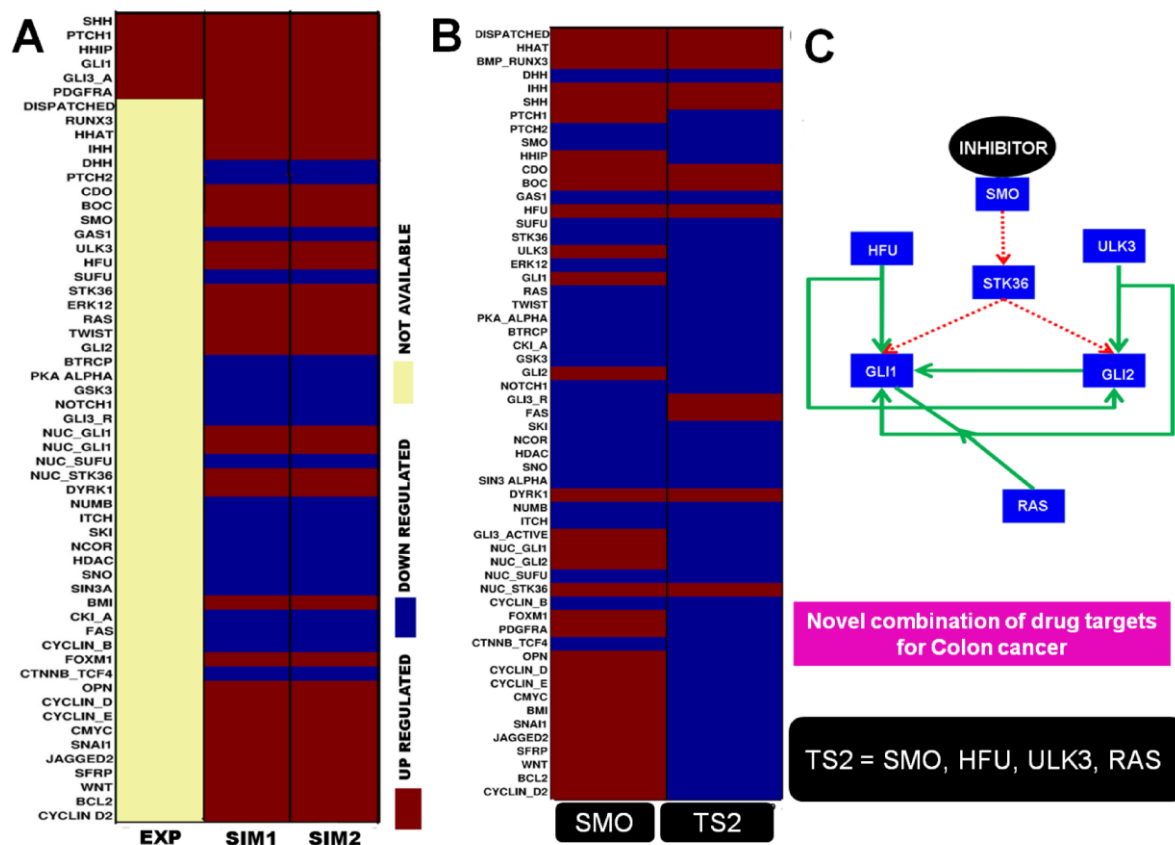 A
SHH
PTCH1
HHIP
GLI1
GLI3_A
PDGFRA
DISPATCHED
RUNX3
HHAT
IHH
DHH
PTCH2
CDO
BOC
SMO
GAS1
ULK3
HFU
SUFU
STK36
ERK12
RAS
TWIST
GLI2
BTRCP
PKA ALPHA
GSK3
NOTCH1
GLI3_R
NUC_GLI1
NUC_GLI1
NUC_SUFU
NUC_STK36
DYRK1
NUMB
ITCH
SKI
NCOR
HDAC
SNO
SIN3A
BMI
CKI_A
FAS
CYCLIN_B
FOXM1
CTNNB_TCF4
OPN
CYCLIN_D
CYCLIN_E
CMYC
SNAI1
JAGGED2
SFRP
WNT
BCL2
CYCLIN D2
EXP SIM1 SIM2
NOT AVAILABLE
DOWN REGULATED
UP REGULATED
B
DISPATCHED
HHAT
BMP_RUNX3
DHH
IHH
SHH
PTCH1
PTCH2
SMO
HHIP
CDO
BOC
GAS1
HFU
SUFU
STK36
ULK3
ERK12
GLI1
RAS
TWIST
PKA_ALPHA
BTRCP
CKI_A
GSK3
GLI2
NOTCH1
GLI3_R
FAS
SKI
NCOR
HDAC
SNO
SIN3 ALPHA
DYRK1
NUMB
ITCH
GLI3_ACTIVE
NUC_GLI1
NUC_GLI2
NUC_SUFU
NUC_STK36
CYCLIN_B
FOXM1
PDGFRA
CTNNB_TCF4
OPN
CYCLIN_D
CYCLIN_E
CMYC
BMI
SNAI1
JAGGED2
SFRP
WNT
BCL2
CYCLIN_D2
SMO TS2
C
INHIBITOR
SMO
HFU
ULK3
STK36
GLI1
GLI2
RAS
Novel combination of drug targets
for Colon cancer
TS2 = SMO, HFU, ULK3, RAS